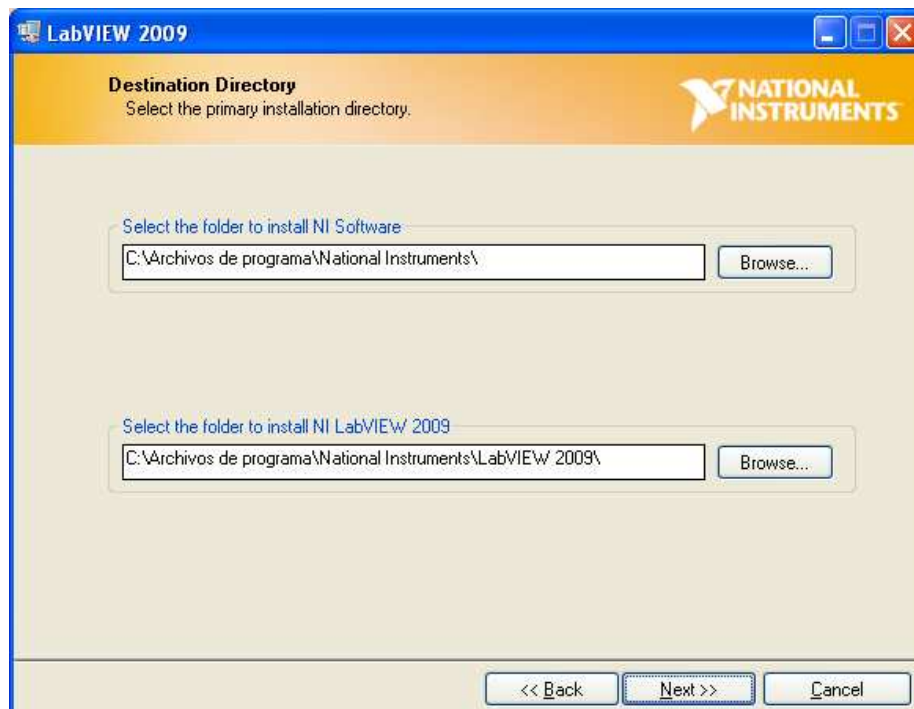 LabVIEW 2009
Destination Directory
Select the primary installation directory.
NATIONAL
INSTRUMENTS
Select the folder to install NI Software
C:\Archivos de programa\National Instruments\
Browse...
Select the folder to install NI LabVIEW 2009
C:\Archivos de programa\National Instruments\LabVIEW 2009\
Browse...
<< Back
Next >>
Cancel